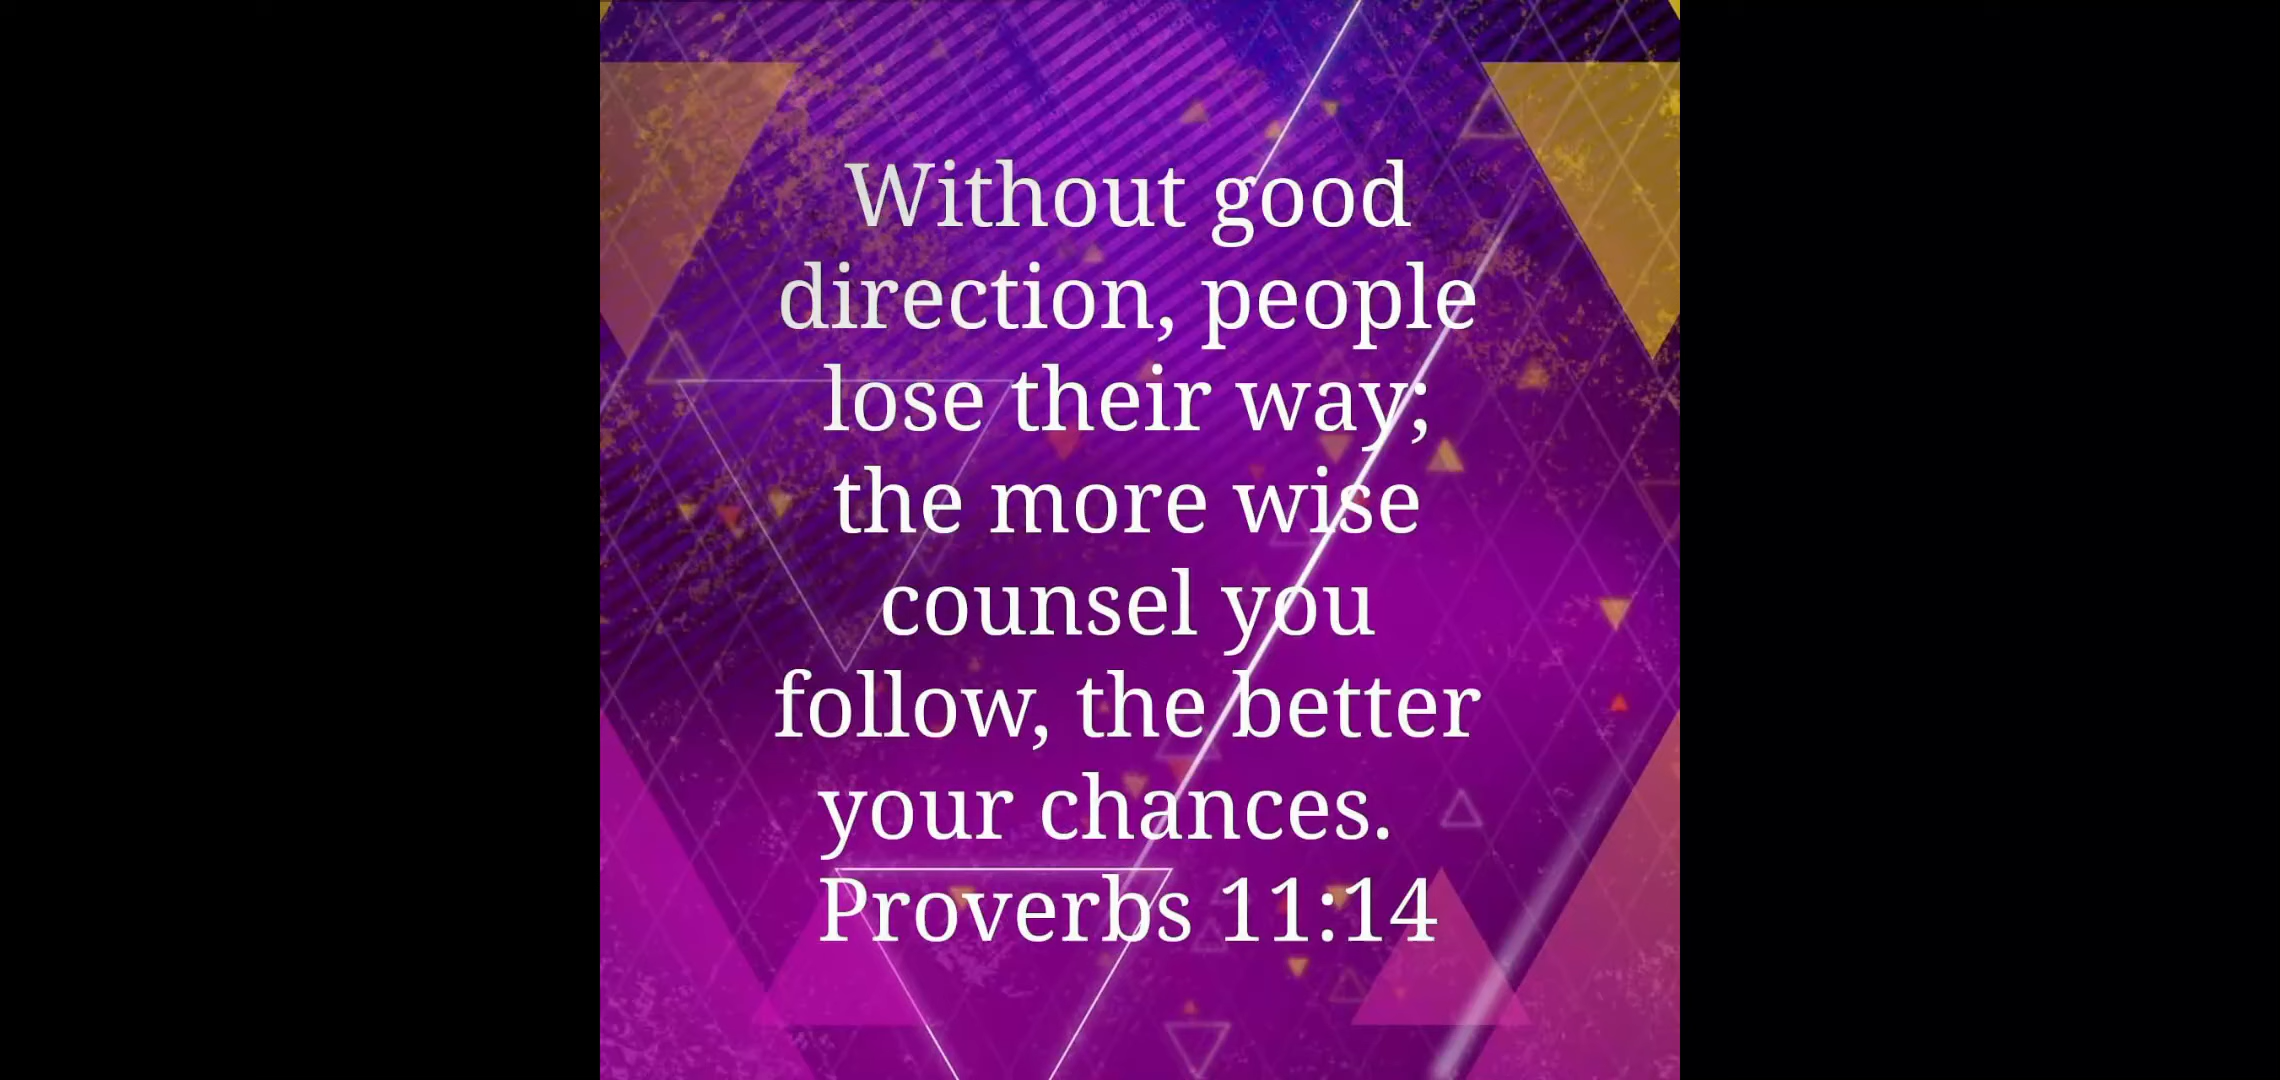 Without good
direction, people
lose their way;
the more wise
counsel you
follow, the better
your chances.
Proverbs 11:14